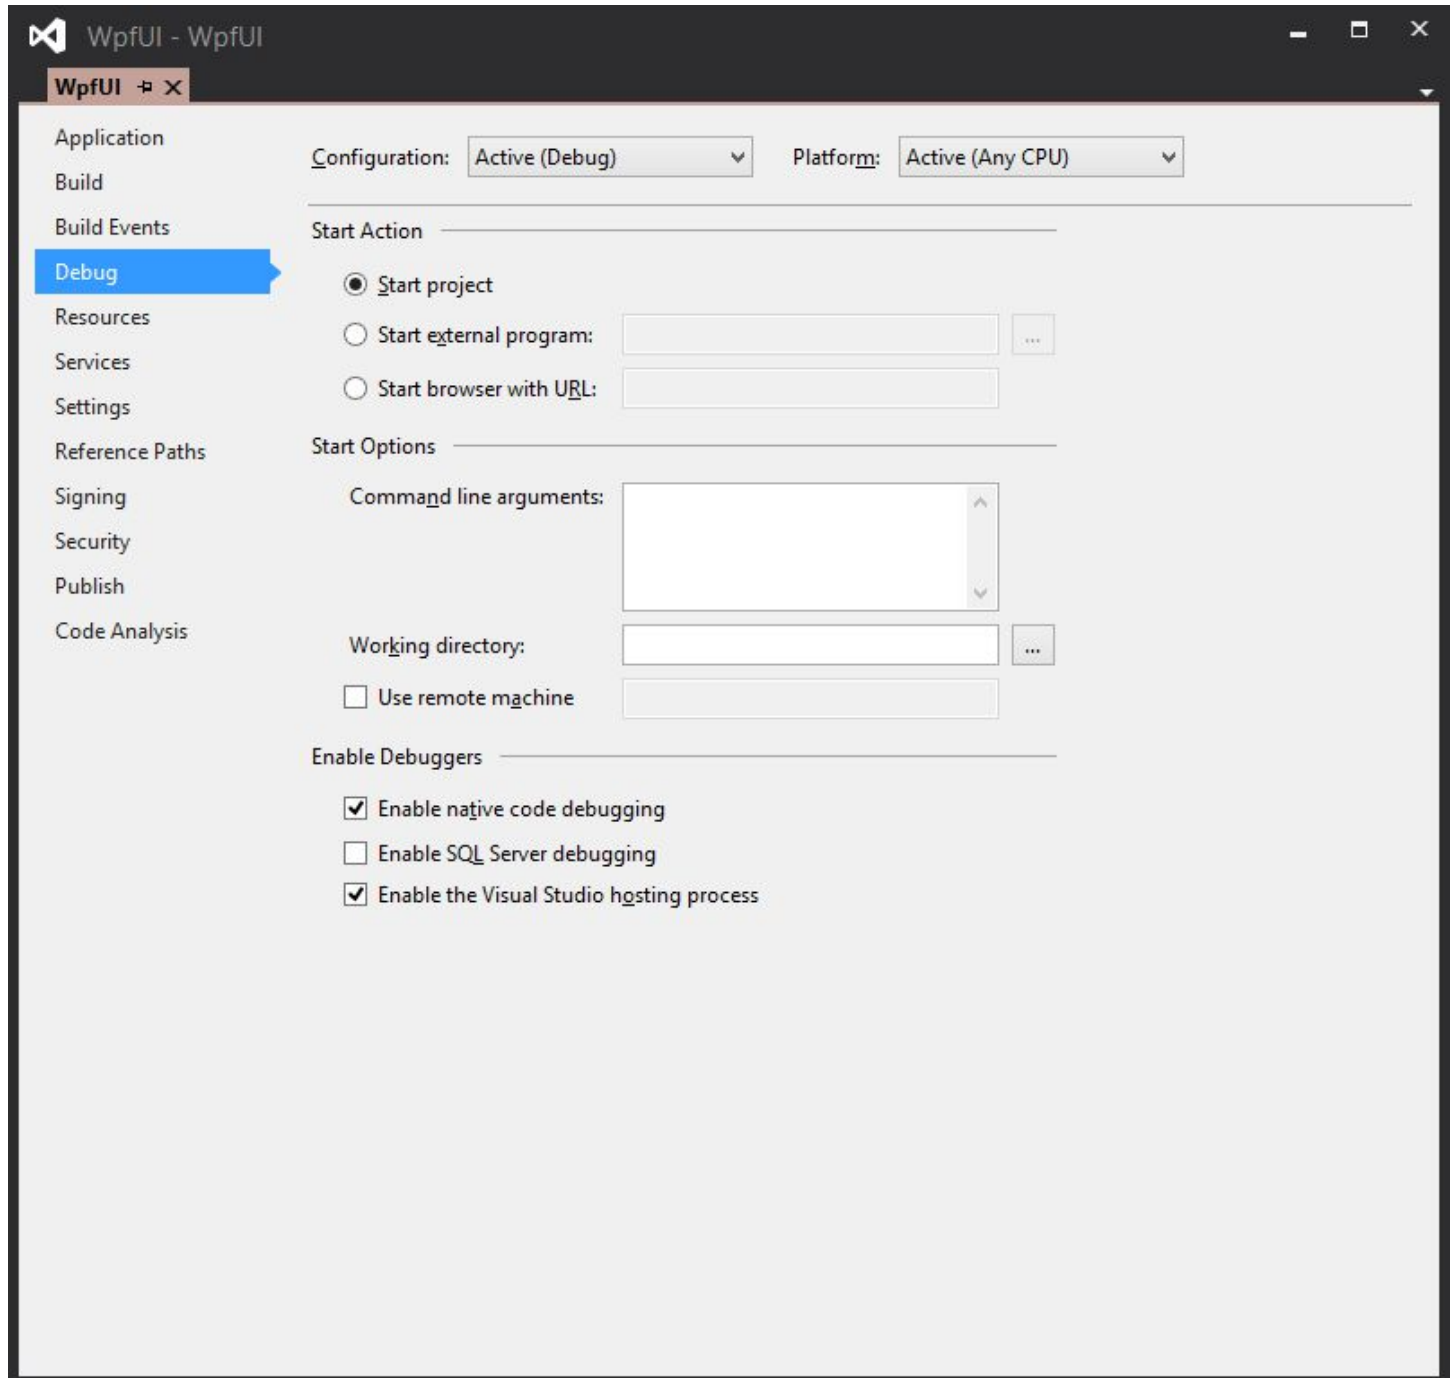 WpfUI - WpfUI
WpfUI
Application
Build
Build Events
Debug
Resources
Services
Settings
Reference Paths
Signing
Security
Publish
Code Analysis
Configuration: Active (Debug) Platform: Active (Any CPU)
Start Action
Start project
Start external program: ...
Start browser with URL:
Start Options
Command line arguments:
Working directory: ...
Use remote machine
Enable Debuggers
Enable native code debugging
Enable SQL Server debugging
Enable the Visual Studio hosting process